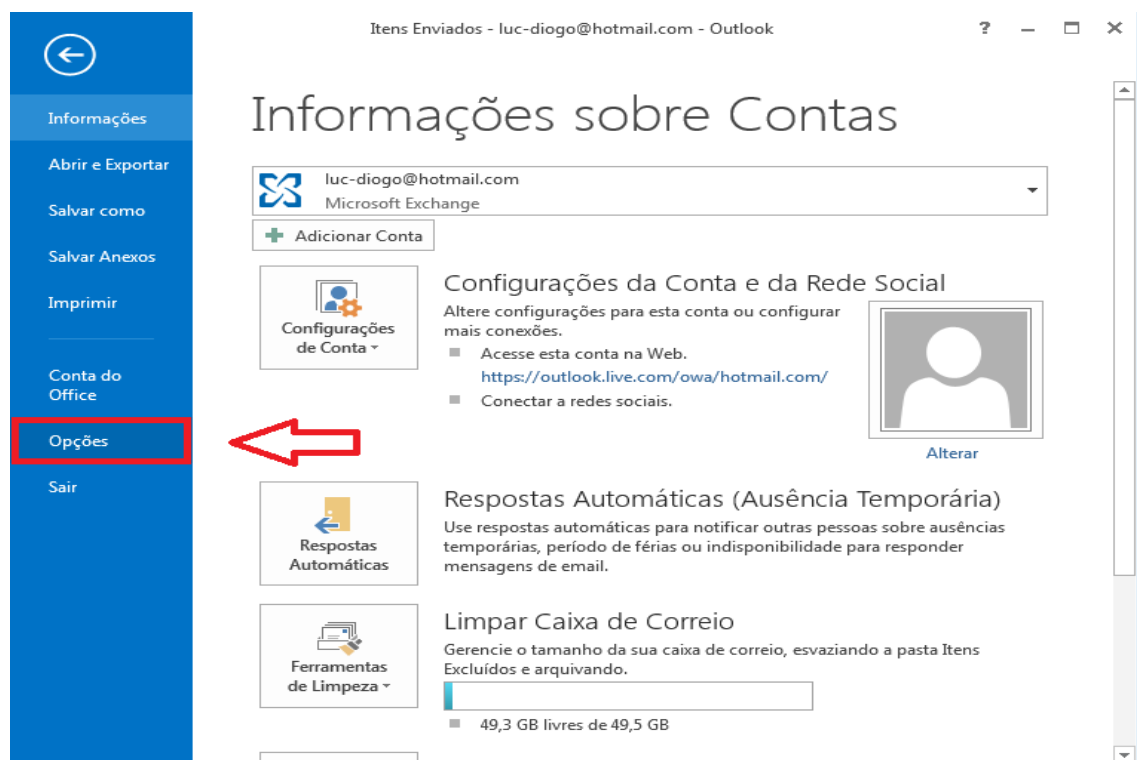 Itens Enviados - luc-diogo@hotmail.com - Outlook
?
Informações
Abrir e Exportar
Salvar como
Salvar Anexos
Imprimir
Conta do
Office
Opções
Sair
Informações sobre Contas
luc-diogo@hotmail.com
Microsoft Exchange
Adicionar Conta
Configurações
de Conta
Configurações da Conta e da Rede Social
Altere configurações para esta conta ou configurar
mais conexões.
Acesse esta conta na Web.
https://outlook.live.com/owa/hotmail.com/
Conectar a redes sociais.
Alterar
Respostas
Automáticas
Respostas Automáticas (Ausência Temporária)
Use respostas automáticas para notificar outras pessoas sobre ausências
temporárias, período de férias ou indisponibilidade para responder
mensagens de email.
Ferramentas
de Limpeza
Limpar Caixa de Correio
Gerencie o tamanho da sua caixa de correio, esvaziando a pasta Itens
Excluídos e arquivando.
49,3 GB livres de 49,5 GB